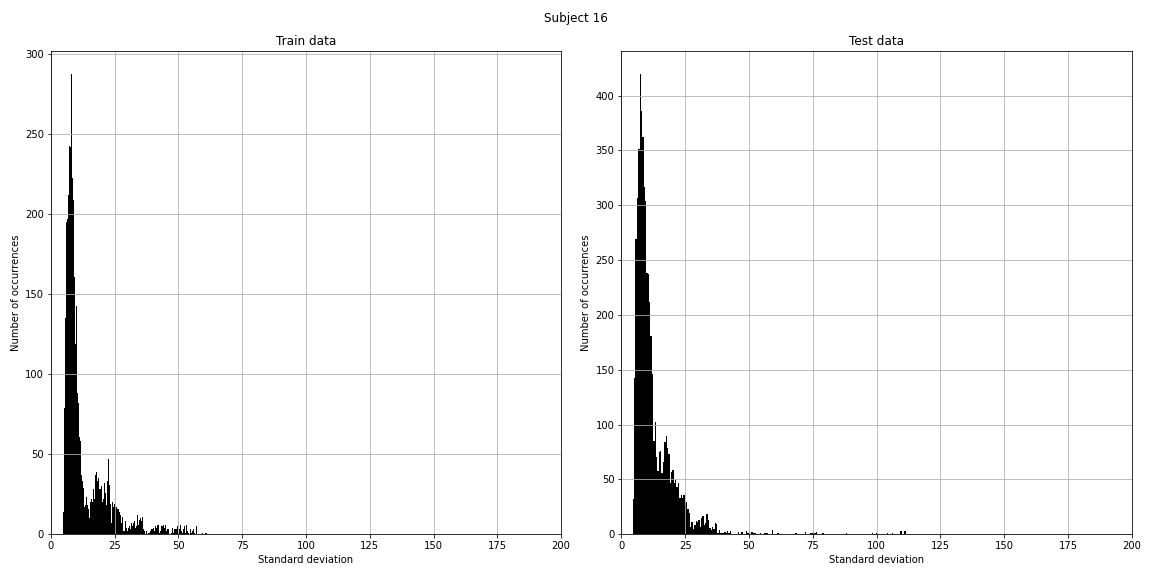 Subject 16
Train data
Test data
300
250
200
150
100
50
0
Number of occurrences
0 25 50 75 100 125 150 175 200
Standard deviation
400
350
300
250
200
150
100
50
0
Number of occurrences
0 25 50 75 100 125 150 175 200
Standard deviation